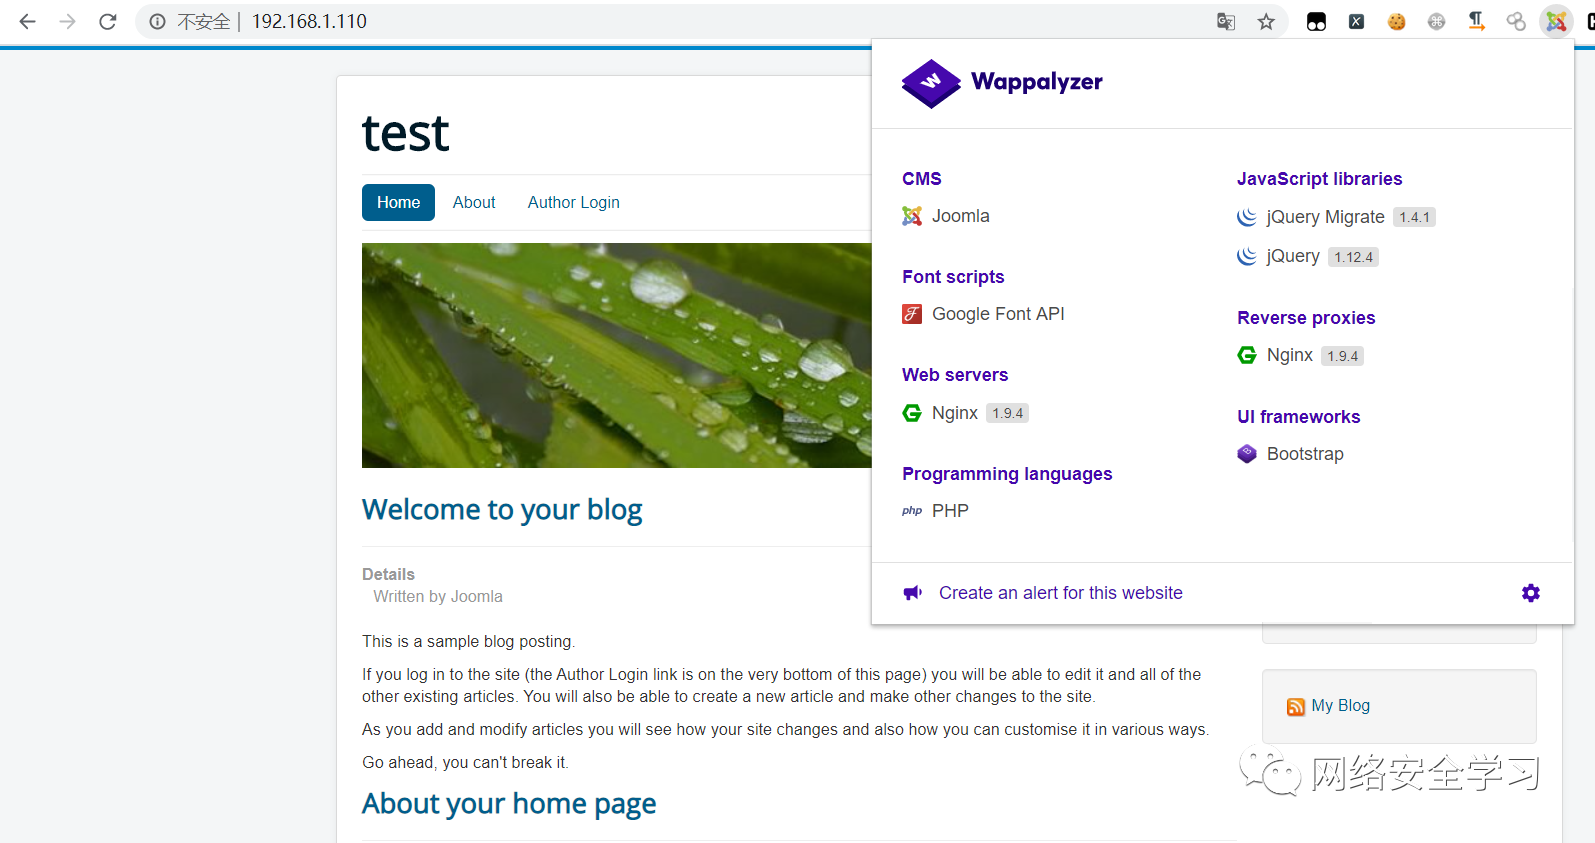 不安全 | 192.168.1.110
test
Home About Author Login
Welcome to your blog
Details
Written by Joomla
This is a sample blog posting.
If you log in to the site (the Author Login link is on the very bottom of this page) you will be able to edit it and all of the
other existing articles. You will also be able to create a new article and make other changes to the site.
As you add and modify articles you will see how your site changes and also how you can customise it in various ways.
Go ahead, you can't break it.
About your home page
Wappalyzer
CMS
Joomla
Font scripts
Google Font API
Web servers
Nginx 1.9.4
Programming languages
php PHP
JavaScript libraries
jQuery Migrate 1.4.1
jQuery 1.12.4
Reverse proxies
Nginx 1.9.4
UI frameworks
Bootstrap
Create an alert for this website
My Blog
网络安全学习